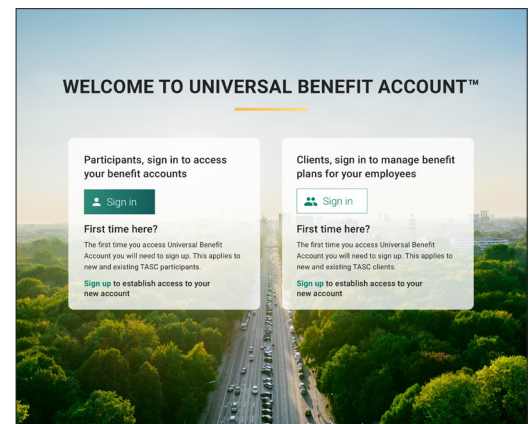 WELCOME TO UNIVERSAL BENEFIT ACCOUNT™
Participants, sign in to access
your benefit accounts
Sign in
First time here?
The first time you access Universal Benefit
Account you will need to sign up. This applies to
new and existing TASC participants.
Sign up to establish access to your
new account
Clients, sign in to manage benefit
plans for your employees
Sign in
First time here?
The first time you access Universal Benefit
Account you will need to sign up. This applies to
new and existing TASC clients.
Sign up to establish access to your
new account